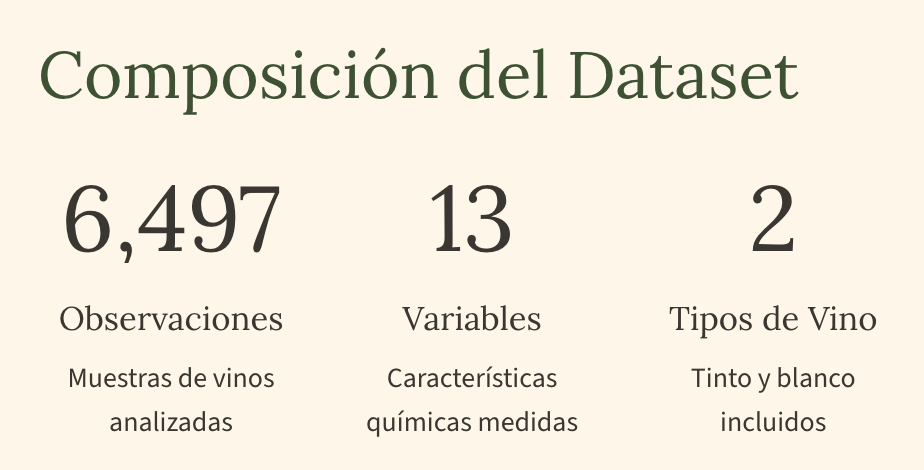 Composición del Dataset
6,497
Observaciones
Muestras de vinos
analizadas
13
Variables
Características
químicas medidas
2
Tipos de Vino
Tinto y blanco
incluidos